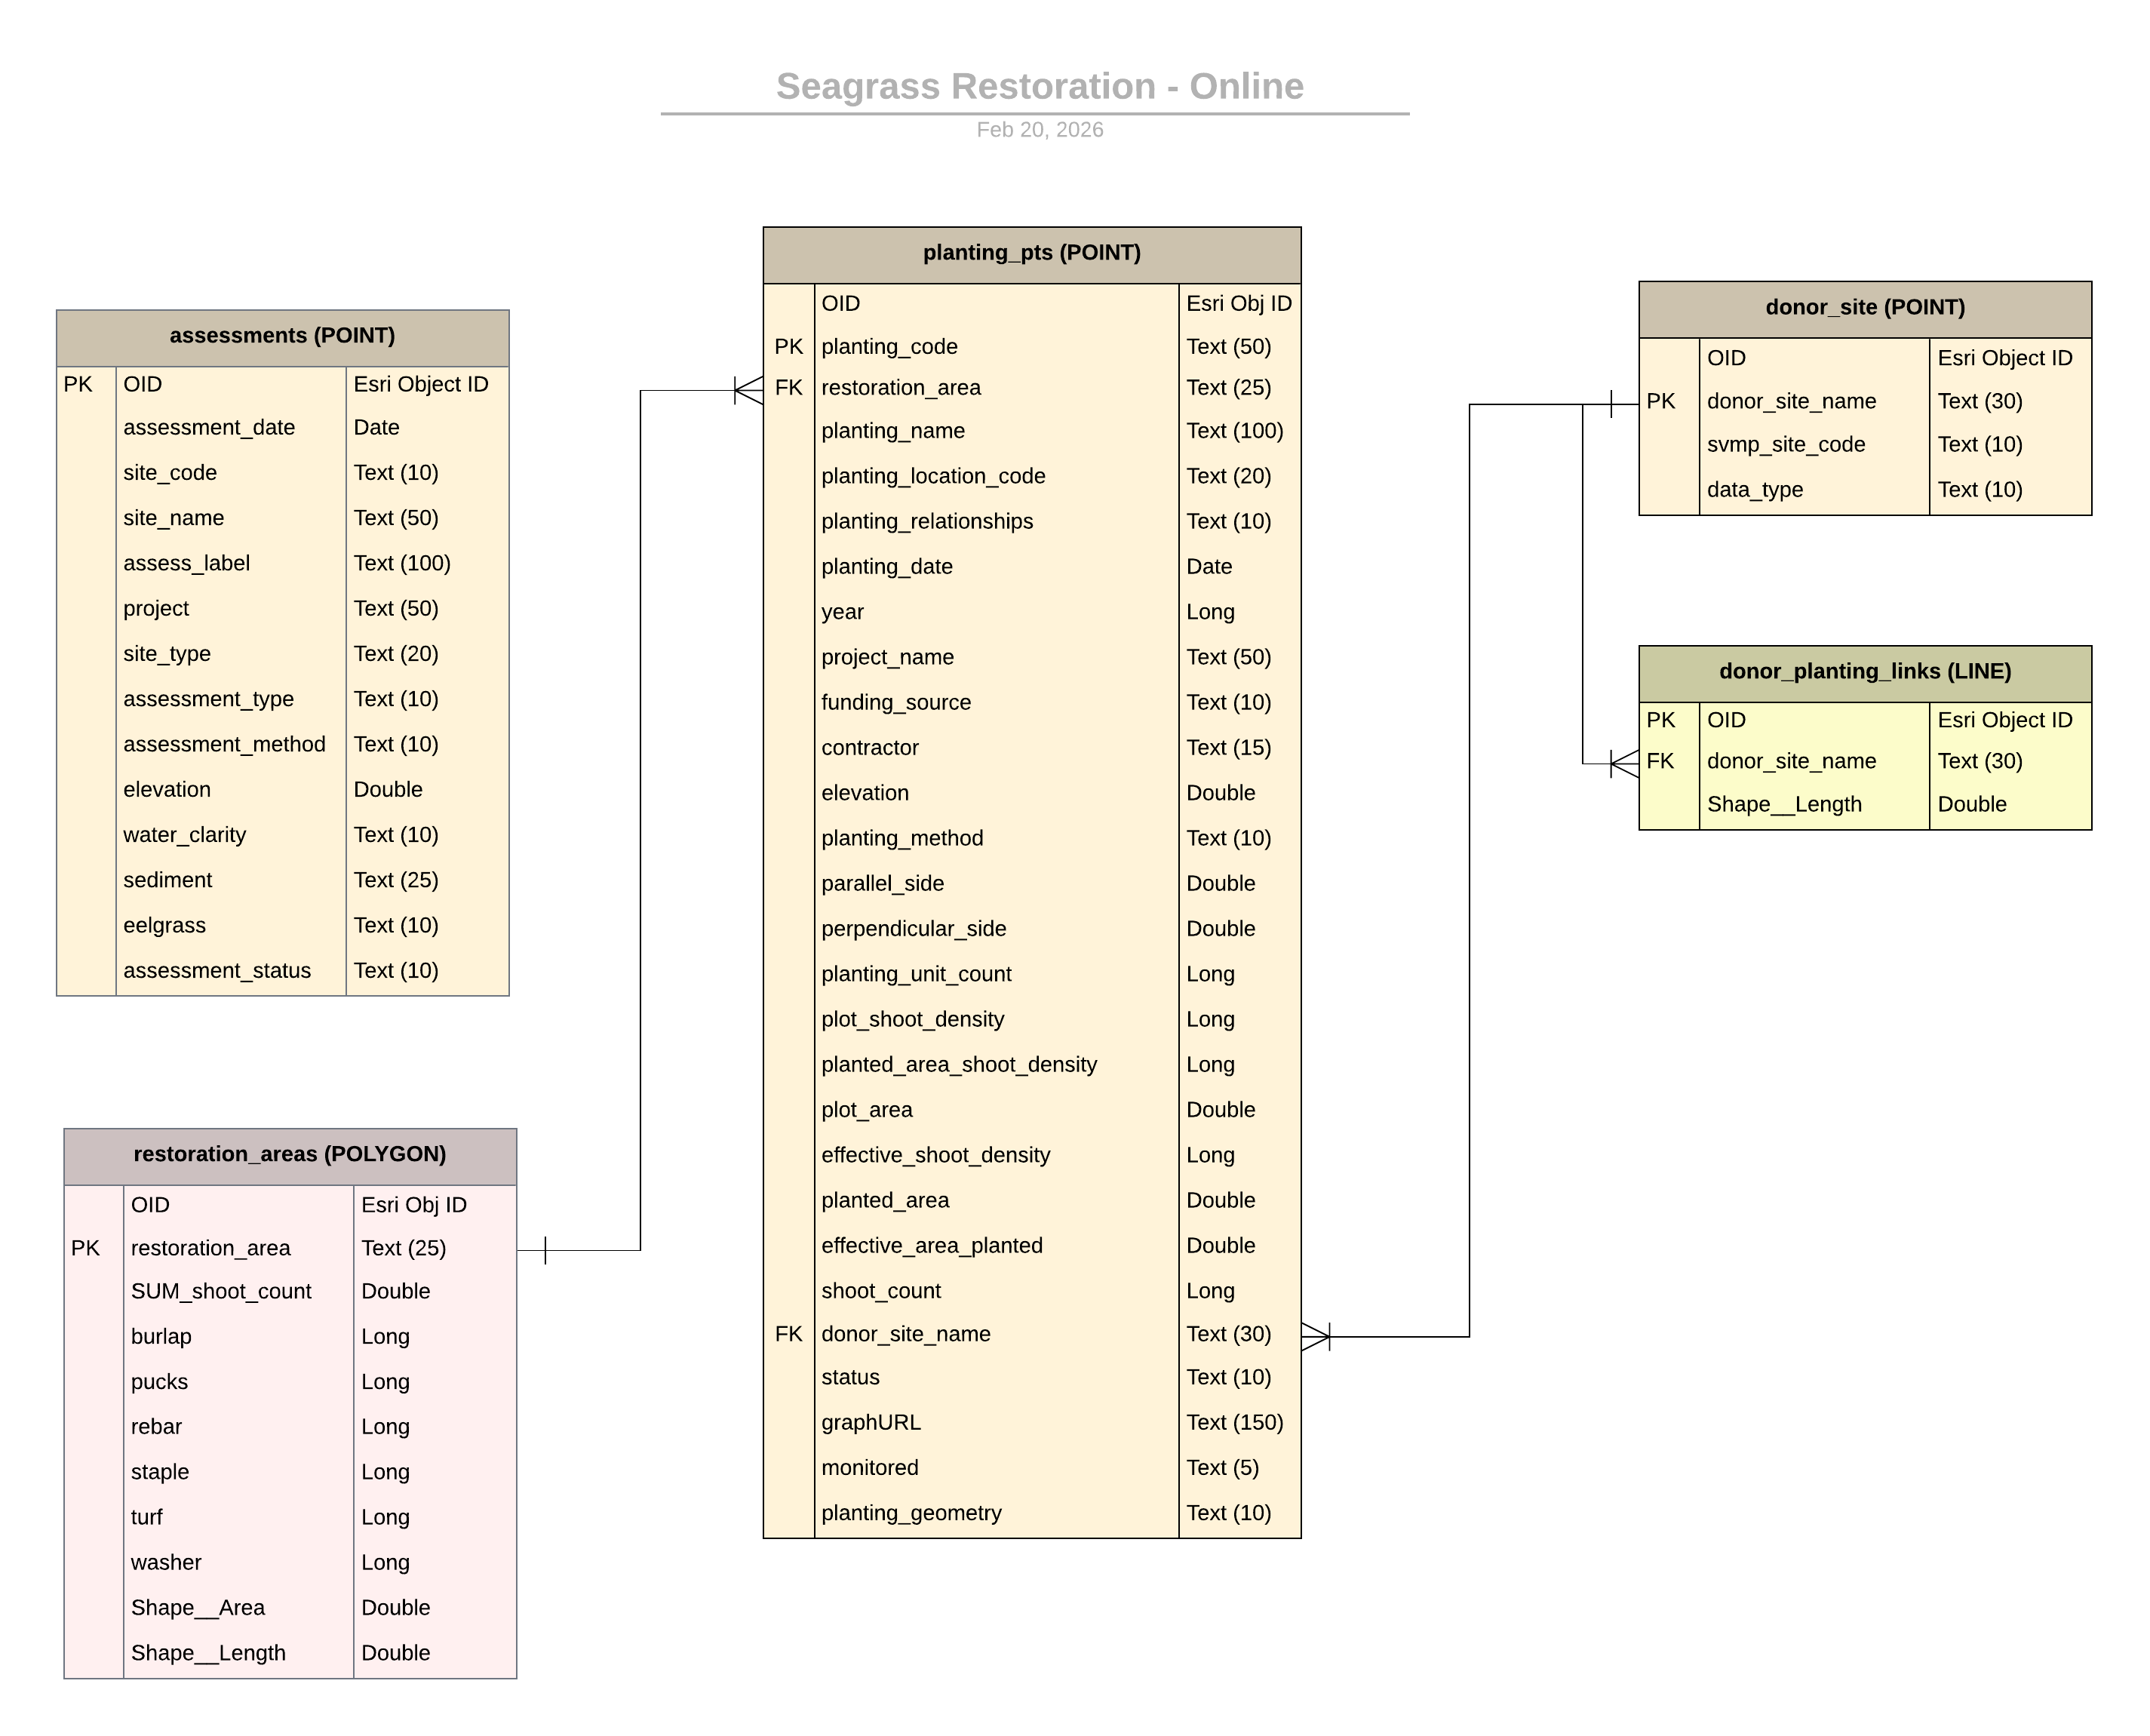 Seagrass Restoration - Online
Feb 20, 2026
assessments (POINT)
PK OID Esri Object ID
assessment_date Date
site_code Text (10)
site_name Text (50)
assess_label Text (100)
project Text (50)
site_type Text (20)
assessment_type Text (10)
assessment_method Text (10)
elevation Double
water_clarity Text (10)
sediment Text (25)
eelgrass Text (10)
assessment_status Text (10)
restoration_areas (POLYGON)
OID Esri Obj ID
PK restoration_area Text (25)
SUM_shoot_count Double
burlap Long
pucks Long
rebar Long
staple Long
turf Long
washer Long
Shape__Area Double
Shape__Length Double
planting_pts (POINT)
OID Esri Obj ID
PK planting_code Text (50)
FK restoration_area Text (25)
planting_name Text (100)
planting_location_code Text (20)
planting_relationships Text (10)
planting_date Date
year Long
project_name Text (50)
funding_source Text (10)
contractor Text (15)
elevation Double
planting_method Text (10)
parallel_side Double
perpendicular_side Double
planting_unit_count Long
plot_shoot_density Long
planted_area_shoot_density Long
plot_area Double
effective_shoot_density Long
planted_area Double
effective_area_planted Double
shoot_count Long
FK donor_site_name Text (30)
status Text (10)
graphURL Text (150)
monitored Text (5)
planting_geometry Text (10)
donor_site (POINT)
OID Esri Object ID
PK donor_site_name Text (30)
svmp_site_code Text (10)
data_type Text (10)
donor_planting_links (LINE)
PK OID Esri Object ID
FK donor_site_name Text (30)
Shape__Length Double